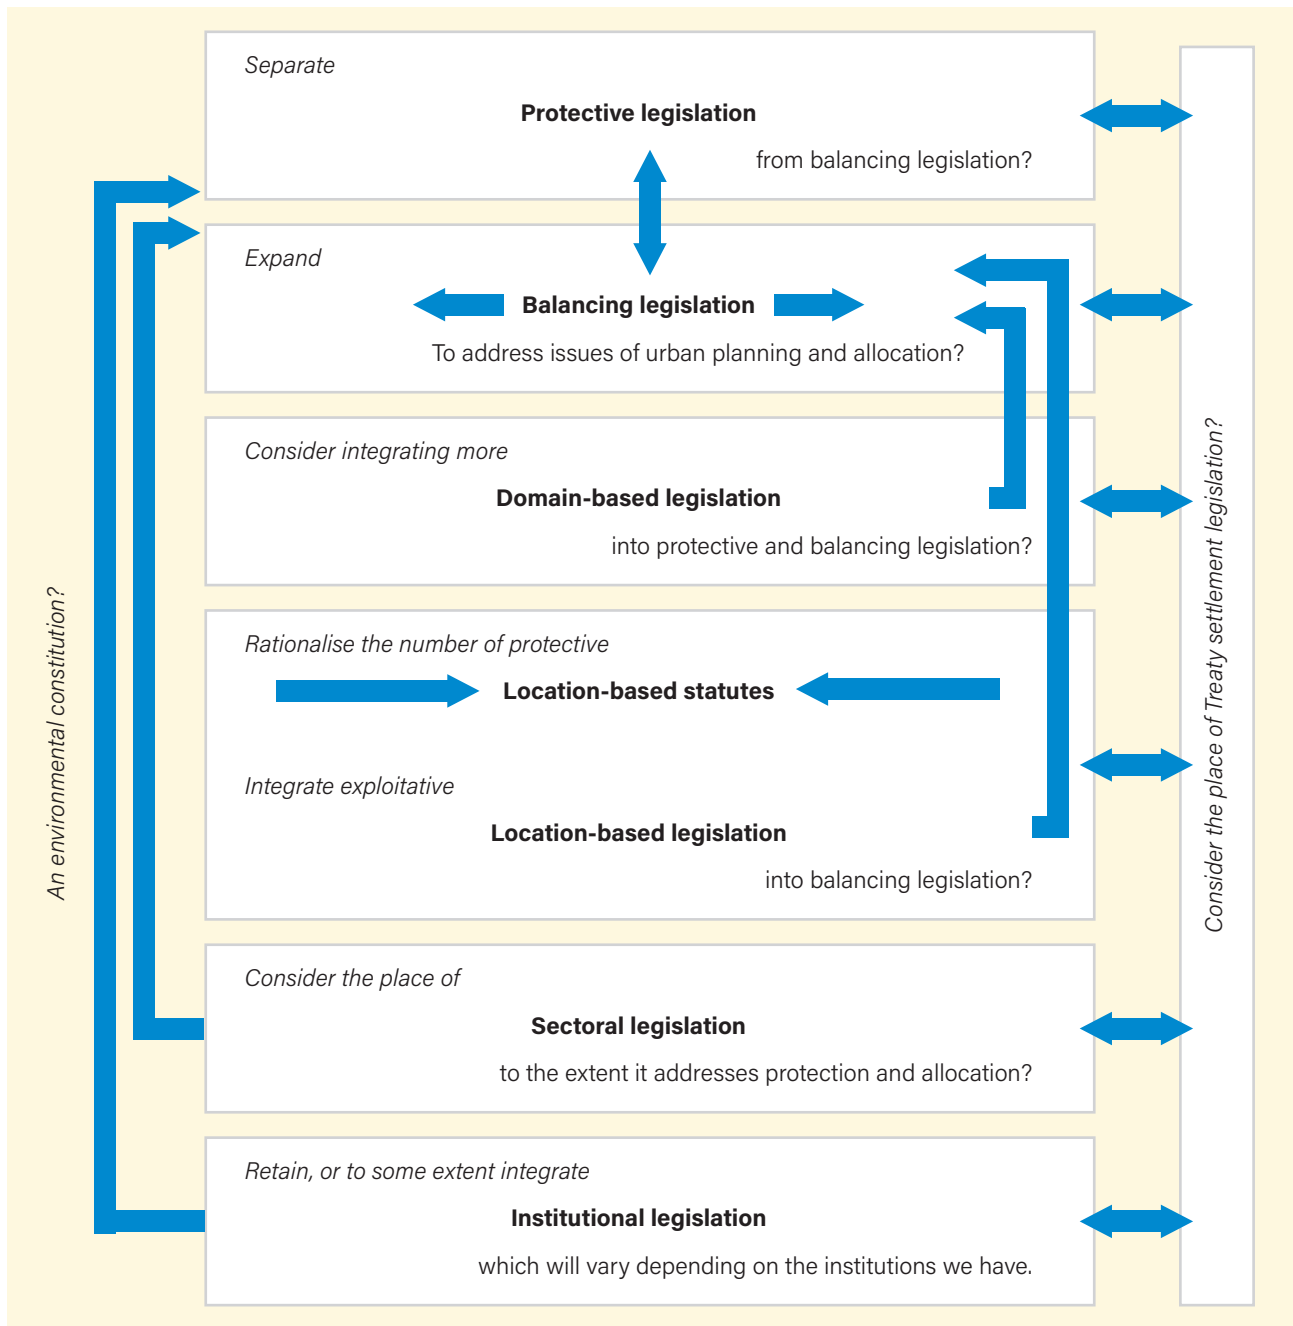 Separate
Protective legislation
from balancing legislation?
Expand
Balancing legislation
To address issues of urban planning and allocation?
Consider integrating more
Domain-based legislation
into protective and balancing legislation?
Rationalise the number of protective
Location-based statutes
Integrate exploitative
Location-based legislation
into balancing legislation?
Consider the place of
Sectoral legislation
to the extent it addresses protection and allocation?
Retain, or to some extent integrate
Institutional legislation
which will vary depending on the institutions we have.
An environmental constitution?
Consider the place of Treaty settlement legislation?